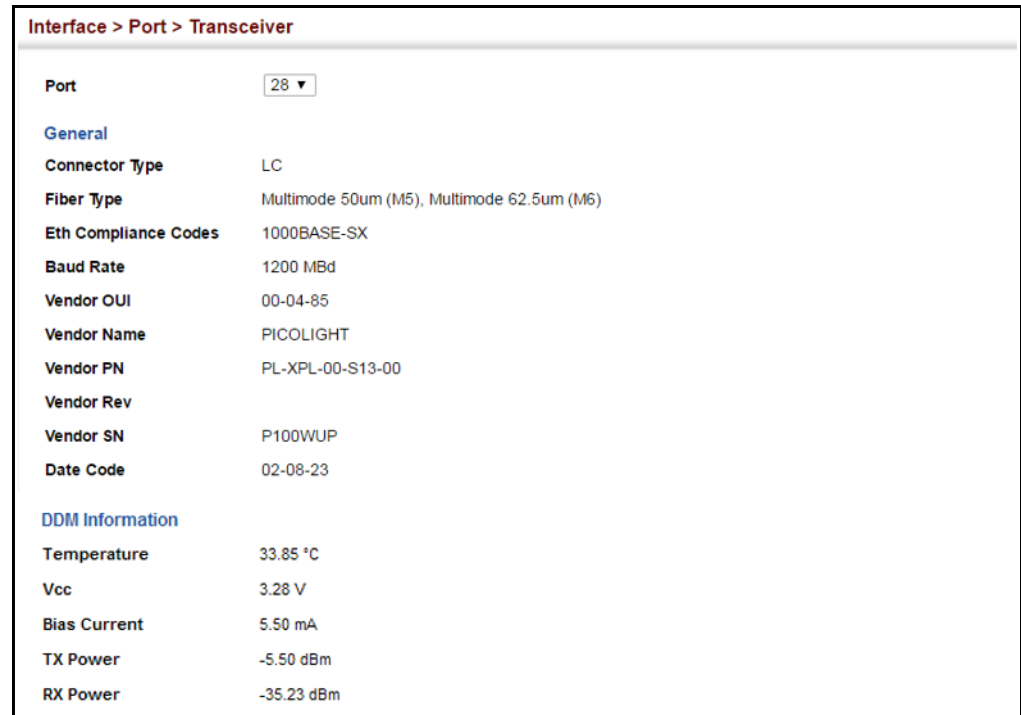 Interface > Port > Transceiver
Port 28 ▼
General
Connector Type LC
Fiber Type Multimode 50um (M5), Multimode 62.5um (M6)
Eth Compliance Codes 1000BASE-SX
Baud Rate 1200 MBd
Vendor OUI 00-04-85
Vendor Name PICOLIGHT
Vendor PN PL-XPL-00-S13-00
Vendor Rev
Vendor SN P100WUP
Date Code 02-08-23
DDM Information
Temperature 33.85 °C
Vcc 3.28 V
Bias Current 5.50 mA
TX Power -5.50 dBm
RX Power -35.23 dBm